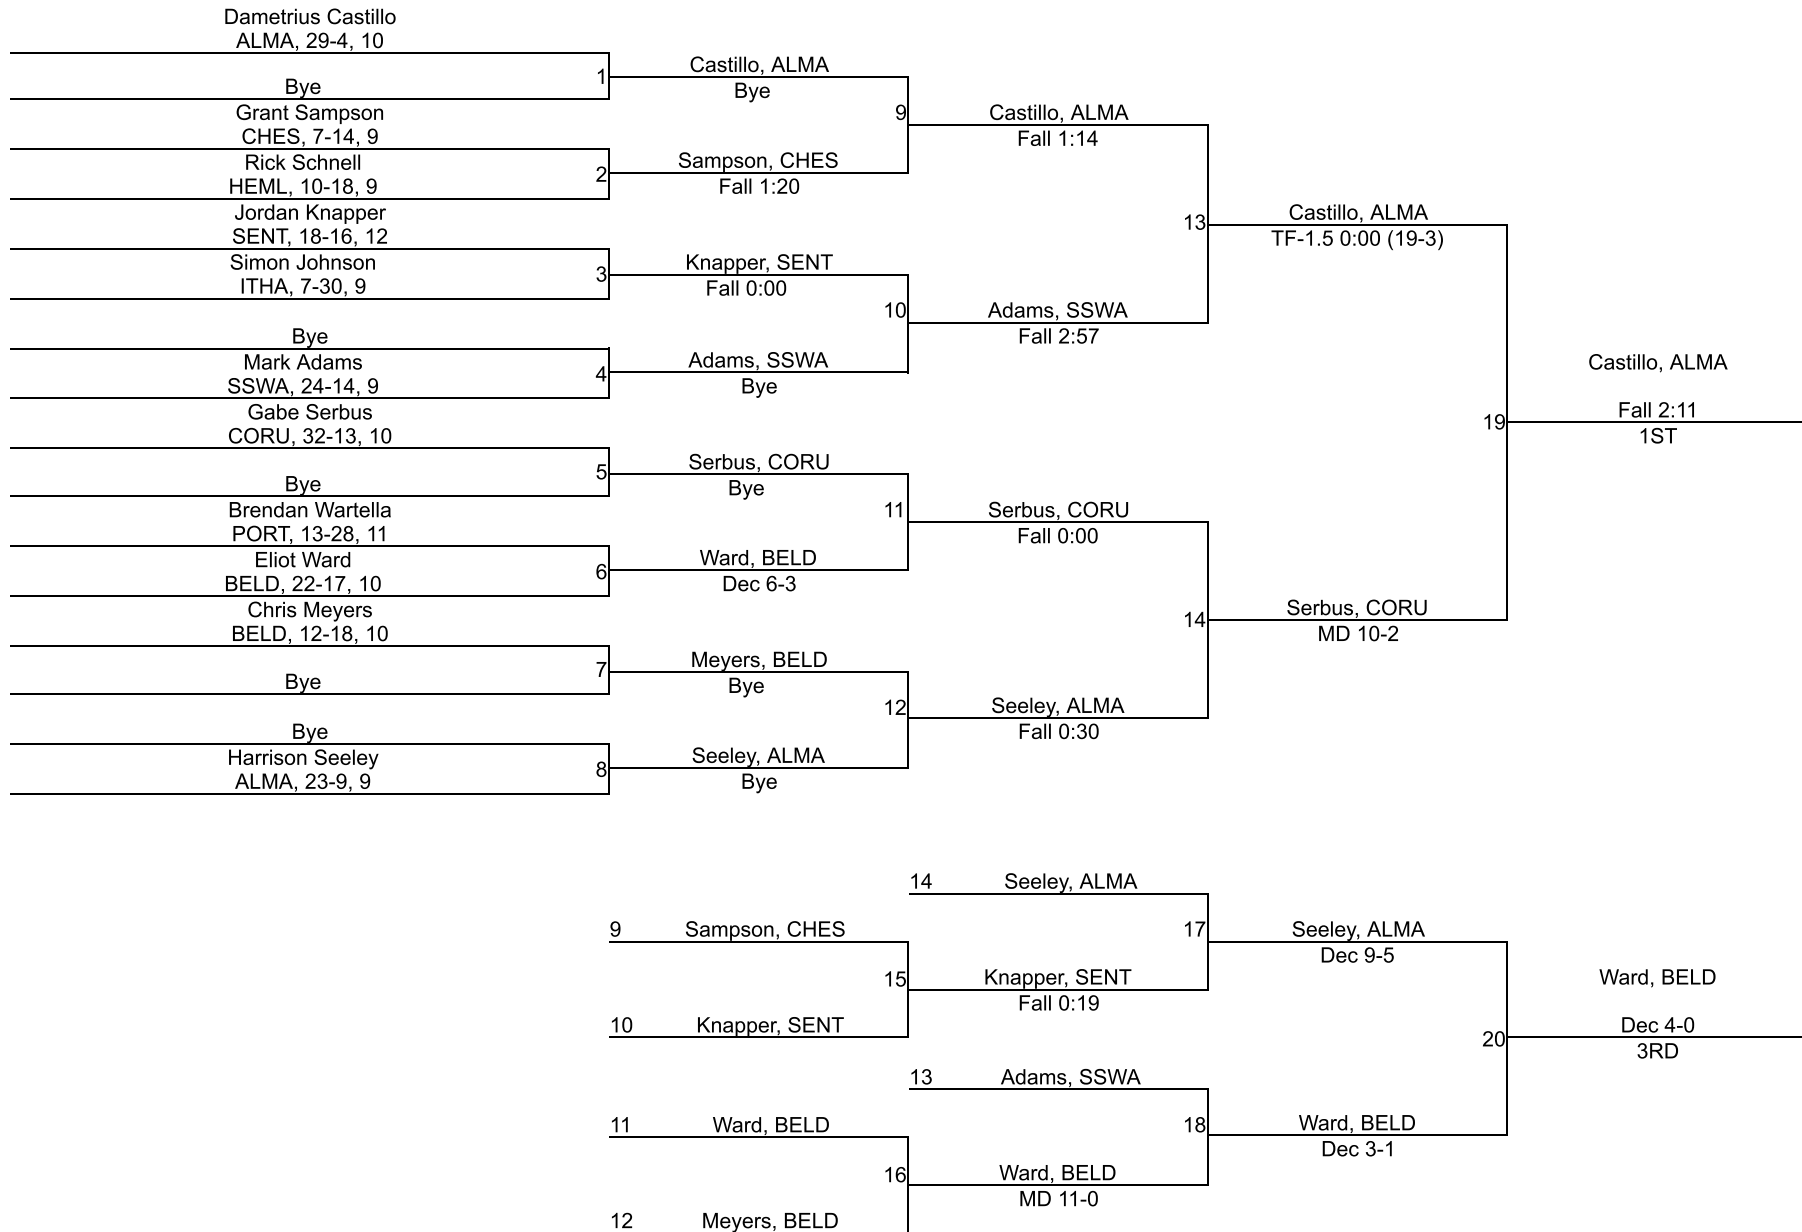 Dametrius Castillo
ALMA, 29-4, 10
Bye
1
Castillo, ALMA
Bye
Grant Sampson
CHES, 7-14, 9
Rick Schnell
HEML, 10-18, 9
2
Sampson, CHES
Fall 1:20
9
Castillo, ALMA
Fall 1:14
Jordan Knapper
SENT, 18-16, 12
Simon Johnson
ITHA, 7-30, 9
3
Knapper, SENT
Fall 0:00
Bye
Mark Adams
SSWA, 24-14, 9
4
Adams, SSWA
Bye
10
Adams, SSWA
Fall 2:57
13
Castillo, ALMA
TF-1.5 0:00 (19-3)
Gabe Serbus
CORU, 32-13, 10
Bye
5
Serbus, CORU
Bye
Brendan Wartella
PORT, 13-28, 11
Eliot Ward
BELD, 22-17, 10
6
Ward, BELD
Dec 6-3
11
Serbus, CORU
Fall 0:00
Chris Meyers
BELD, 12-18, 10
Bye
7
Meyers, BELD
Bye
Bye
Harrison Seeley
ALMA, 23-9, 9
8
Seeley, ALMA
Bye
12
Seeley, ALMA
Fall 0:30
14
Serbus, CORU
MD 10-2
19
Castillo, ALMA
Fall 2:11
1ST
14
Seeley, ALMA
9
Sampson, CHES
10
Knapper, SENT
15
Knapper, SENT
Fall 0:19
17
Seeley, ALMA
Dec 9-5
13
Adams, SSWA
11
Ward, BELD
12
Meyers, BELD
16
Ward, BELD
MD 11-0
18
Ward, BELD
Dec 3-1
20
Ward, BELD
Dec 4-0
3RD